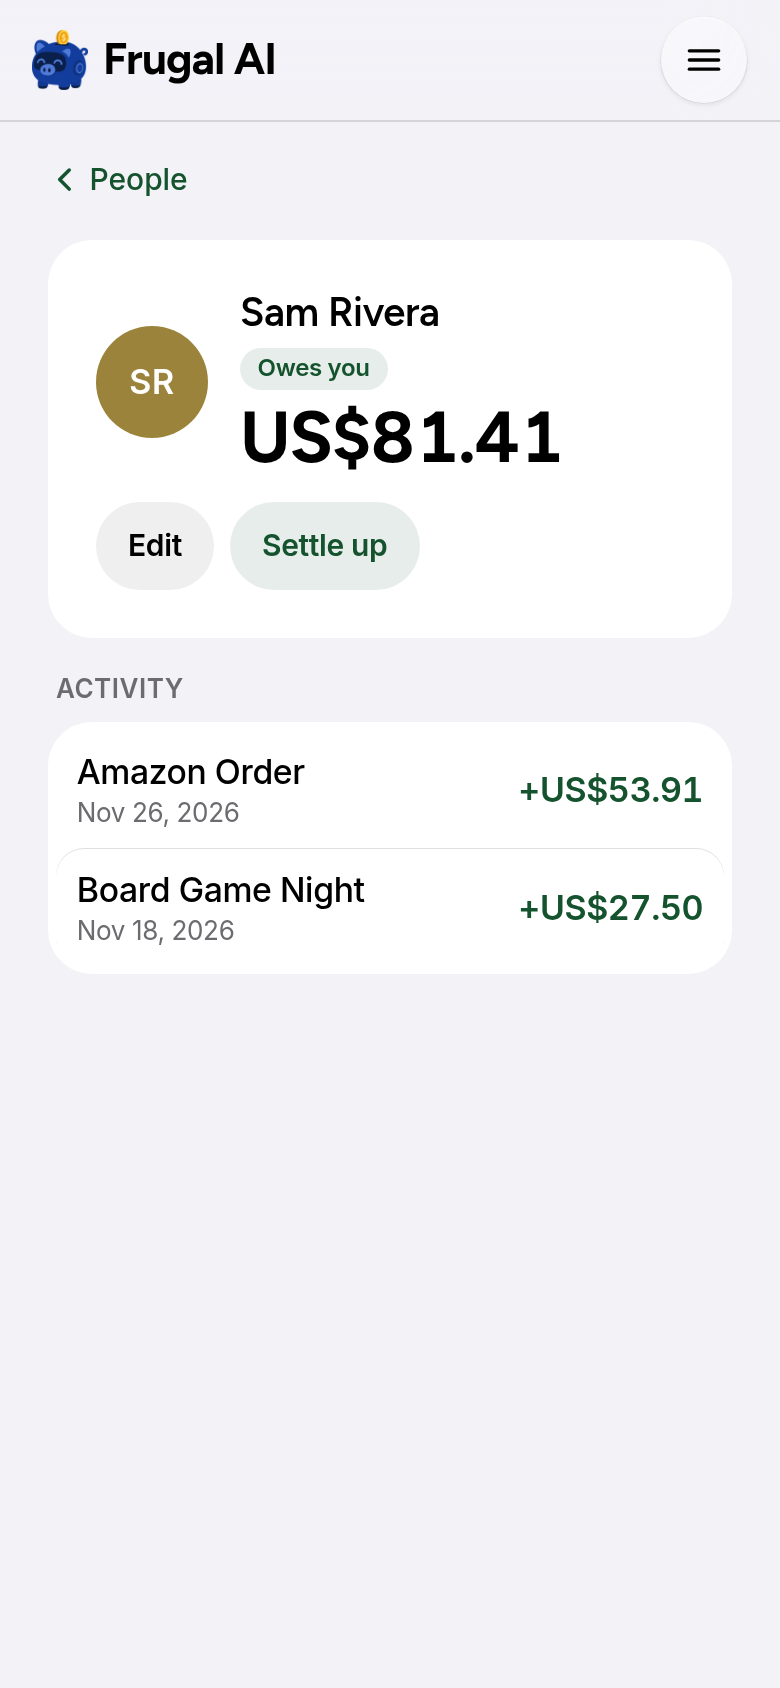 Frugal AI
People
Sam Rivera
SR
Owes you
US$81.41
Edit
Settle up
ACTIVITY
Amazon Order
+US$53.91
Nov 26, 2026
Board Game Night
+US$27.50
Nov 18, 2026